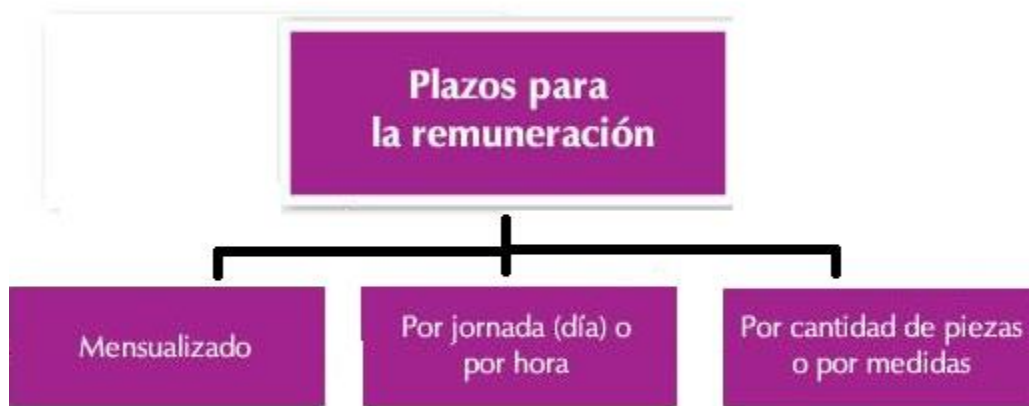 Plazos para
la remuneración
Mensualizado
Por jornada (día) o
por hora
Por cantidad de piezas
o por medidas